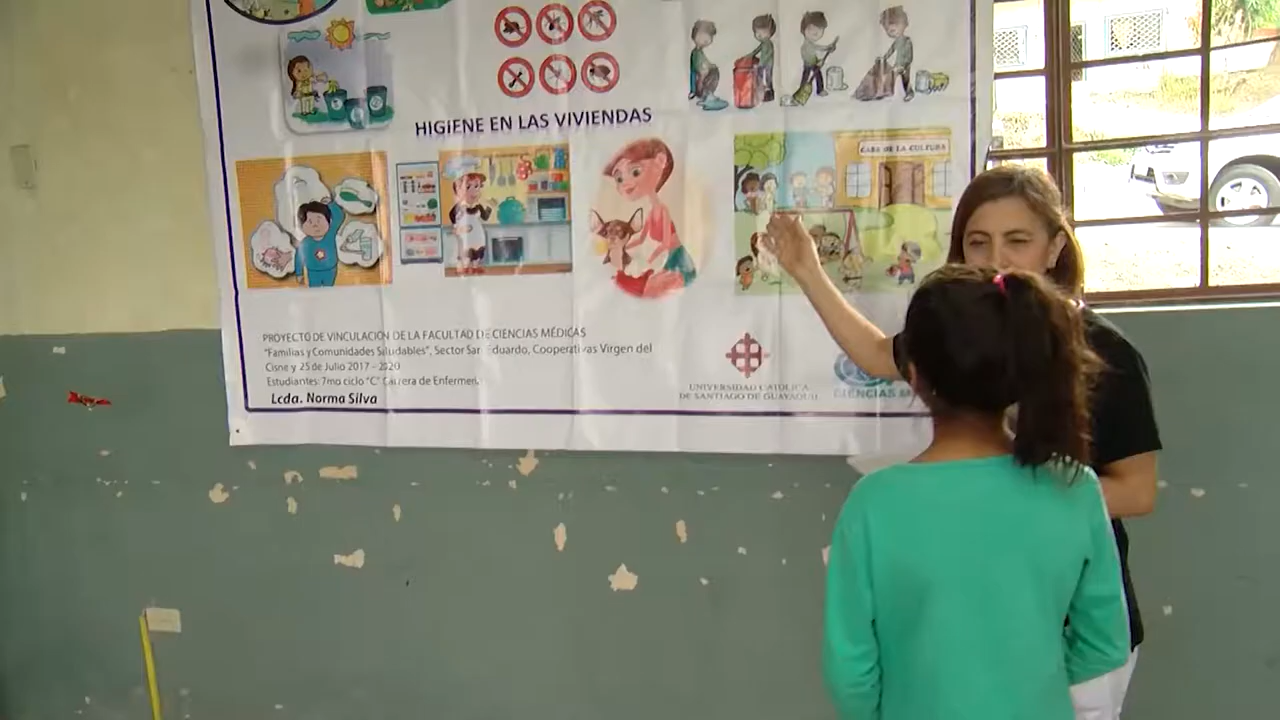 HIGIENE EN LAS VIVIENDAS
CASA DE LA CULTURA
PROYECTO DE VINCULACIÓN DE LA FACULTAD DE CIENCIAS MÉDICAS
"Familias y Comunidades Saludables", Sector San Eduardo, Cooperativas Virgen del
Cisne y 25 de Julio 2017 - 2020
Estudiantes: 7mo ciclo "C" Carrera de Enfermería.
Lcda. Norma Silva
UNIVERSIDAD CATOLICA
DE SANTIAGO DE GUAYAQUIL
CIENCIAS